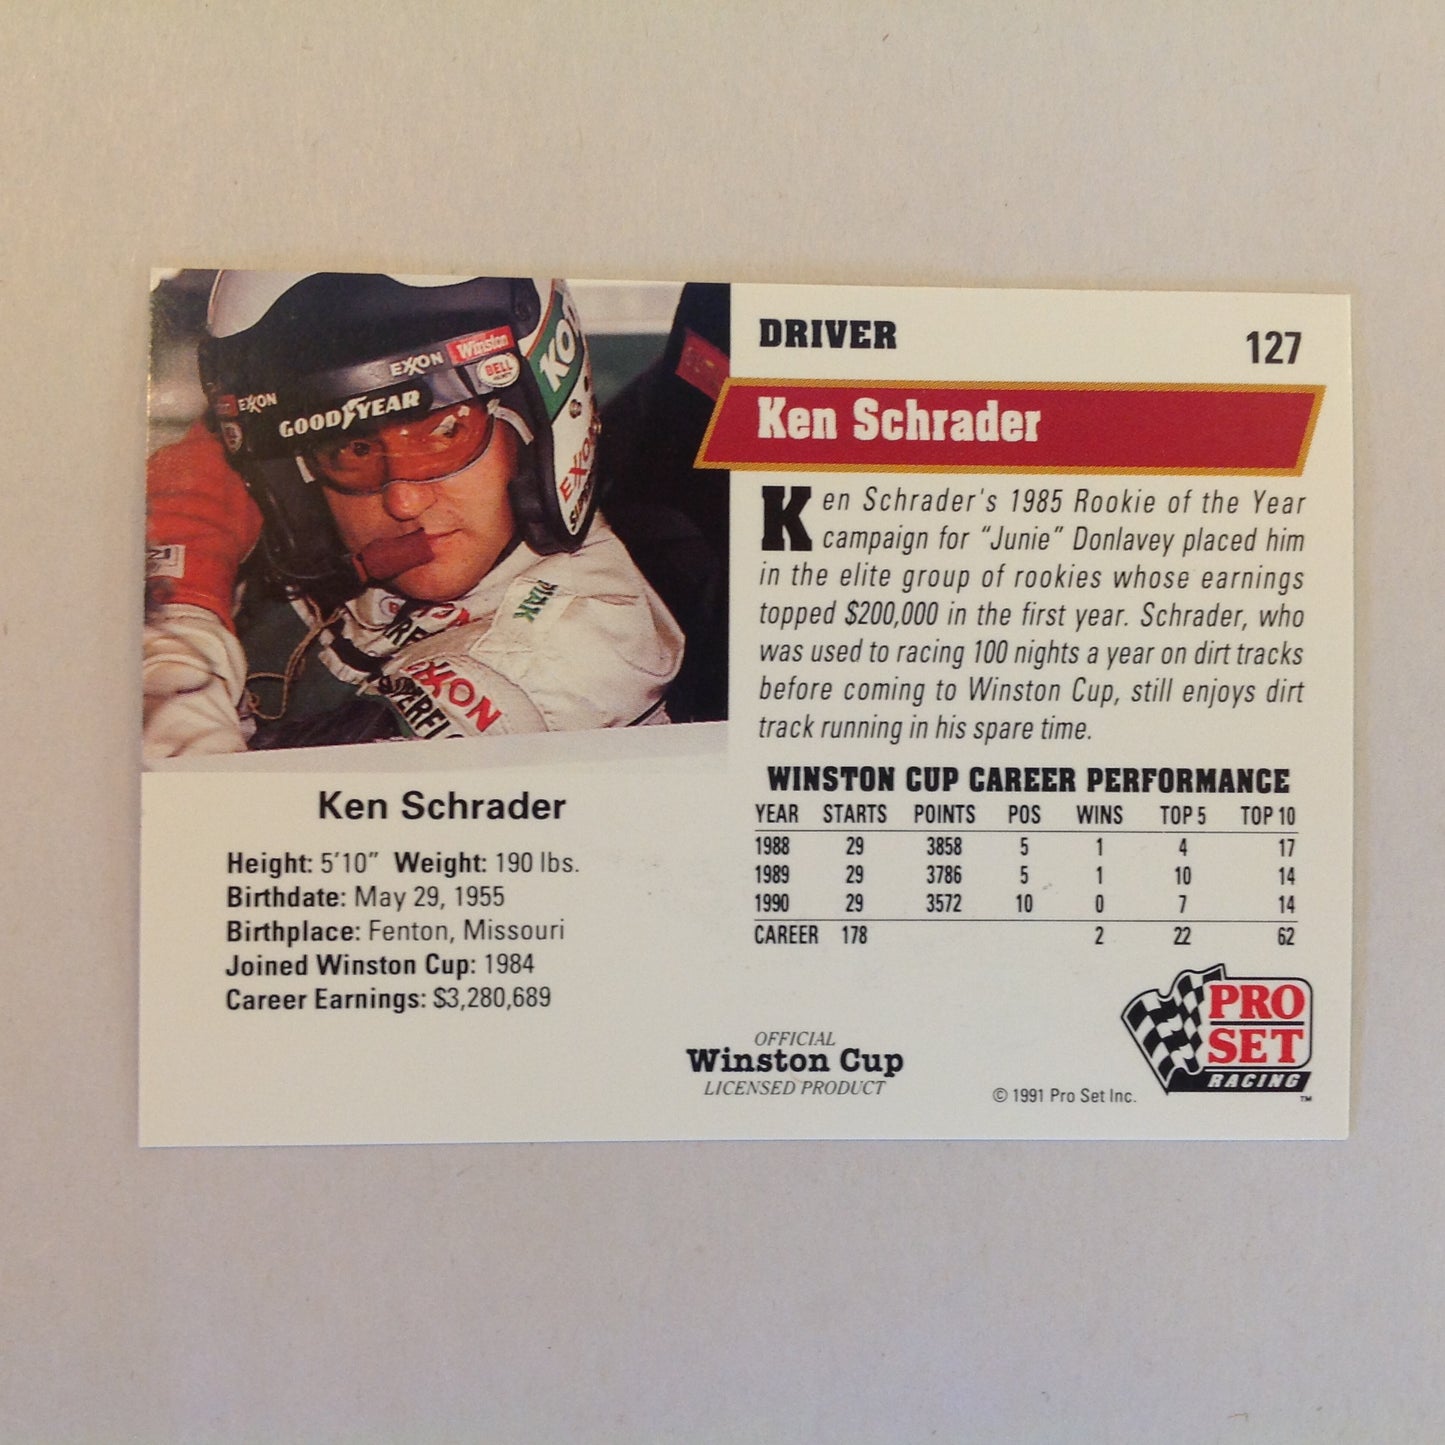 EXXON
Winston
BELL
EXXON
GOODYEAR
EXXON
EXXON
DRIVER
127
Ken Schrader
Ken Schrader's 1985 Rookie of the Year
campaign for “Junie” Donlavey placed him
in the elite group of rookies whose earnings
topped $200,000 in the first year. Schrader, who
was used to racing 100 nights a year on dirt tracks
before coming to Winston Cup, still enjoys dirt
track running in his spare time.
WINSTON CUP CAREER PERFORMANCE
YEAR STARTS POINTS POS WINS TOP 5 TOP 10
1988 29 3858 5 1 4 17
1989 29 3786 5 1 10 14
1990 29 3572 10 0 7 14
CAREER 178 2 22 62
Ken Schrader
Height: 5'10” Weight: 190 lbs.
Birthdate: May 29, 1955
Birthplace: Fenton, Missouri
Joined Winston Cup: 1984
Career Earnings: $3,280,689
OFFICIAL
Winston Cup
LICENSED PRODUCT
© 1991 Pro Set Inc.
PRO
SET
RACING
TM